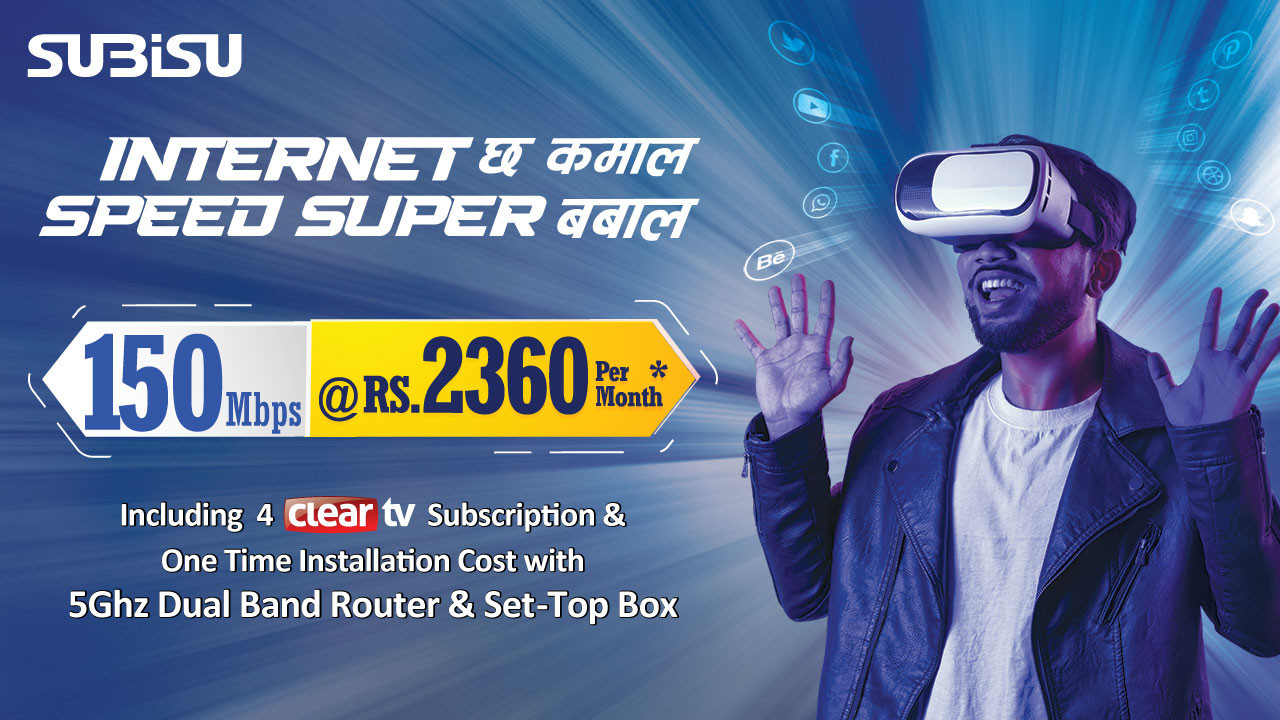 SUBiSU
INTERNET छ कमाल
SPEED SUPER बबाल
150 Mbps @ RS. 2360 Per Month *
Including 4 clear tv Subscription &
One Time Installation Cost with
5Ghz Dual Band Router & Set-Top Box
Bē